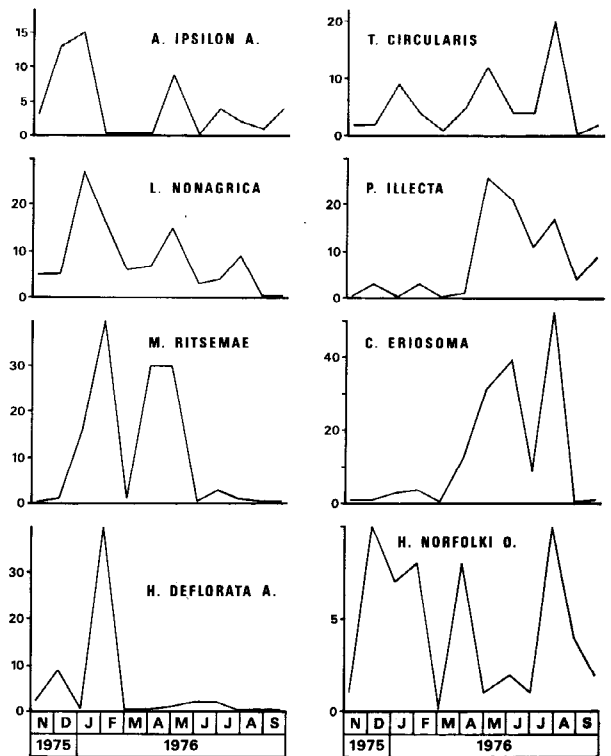 A. IPSILON A.
15
10
5
0
T. CIRCULARIS
20
10
0
L. NONAGRICA
20
10
0
P. ILLECTA
20
10
0
M. RITSEMAE
30
20
10
0
C. ERIOSOMA
40
20
0
H. DEFLORATA A.
30
20
10
0
H. NORFOLKI O.
5
0
N D J F M A M J J A S
1975 1976
N D J F M A M J J A S
1975 1976